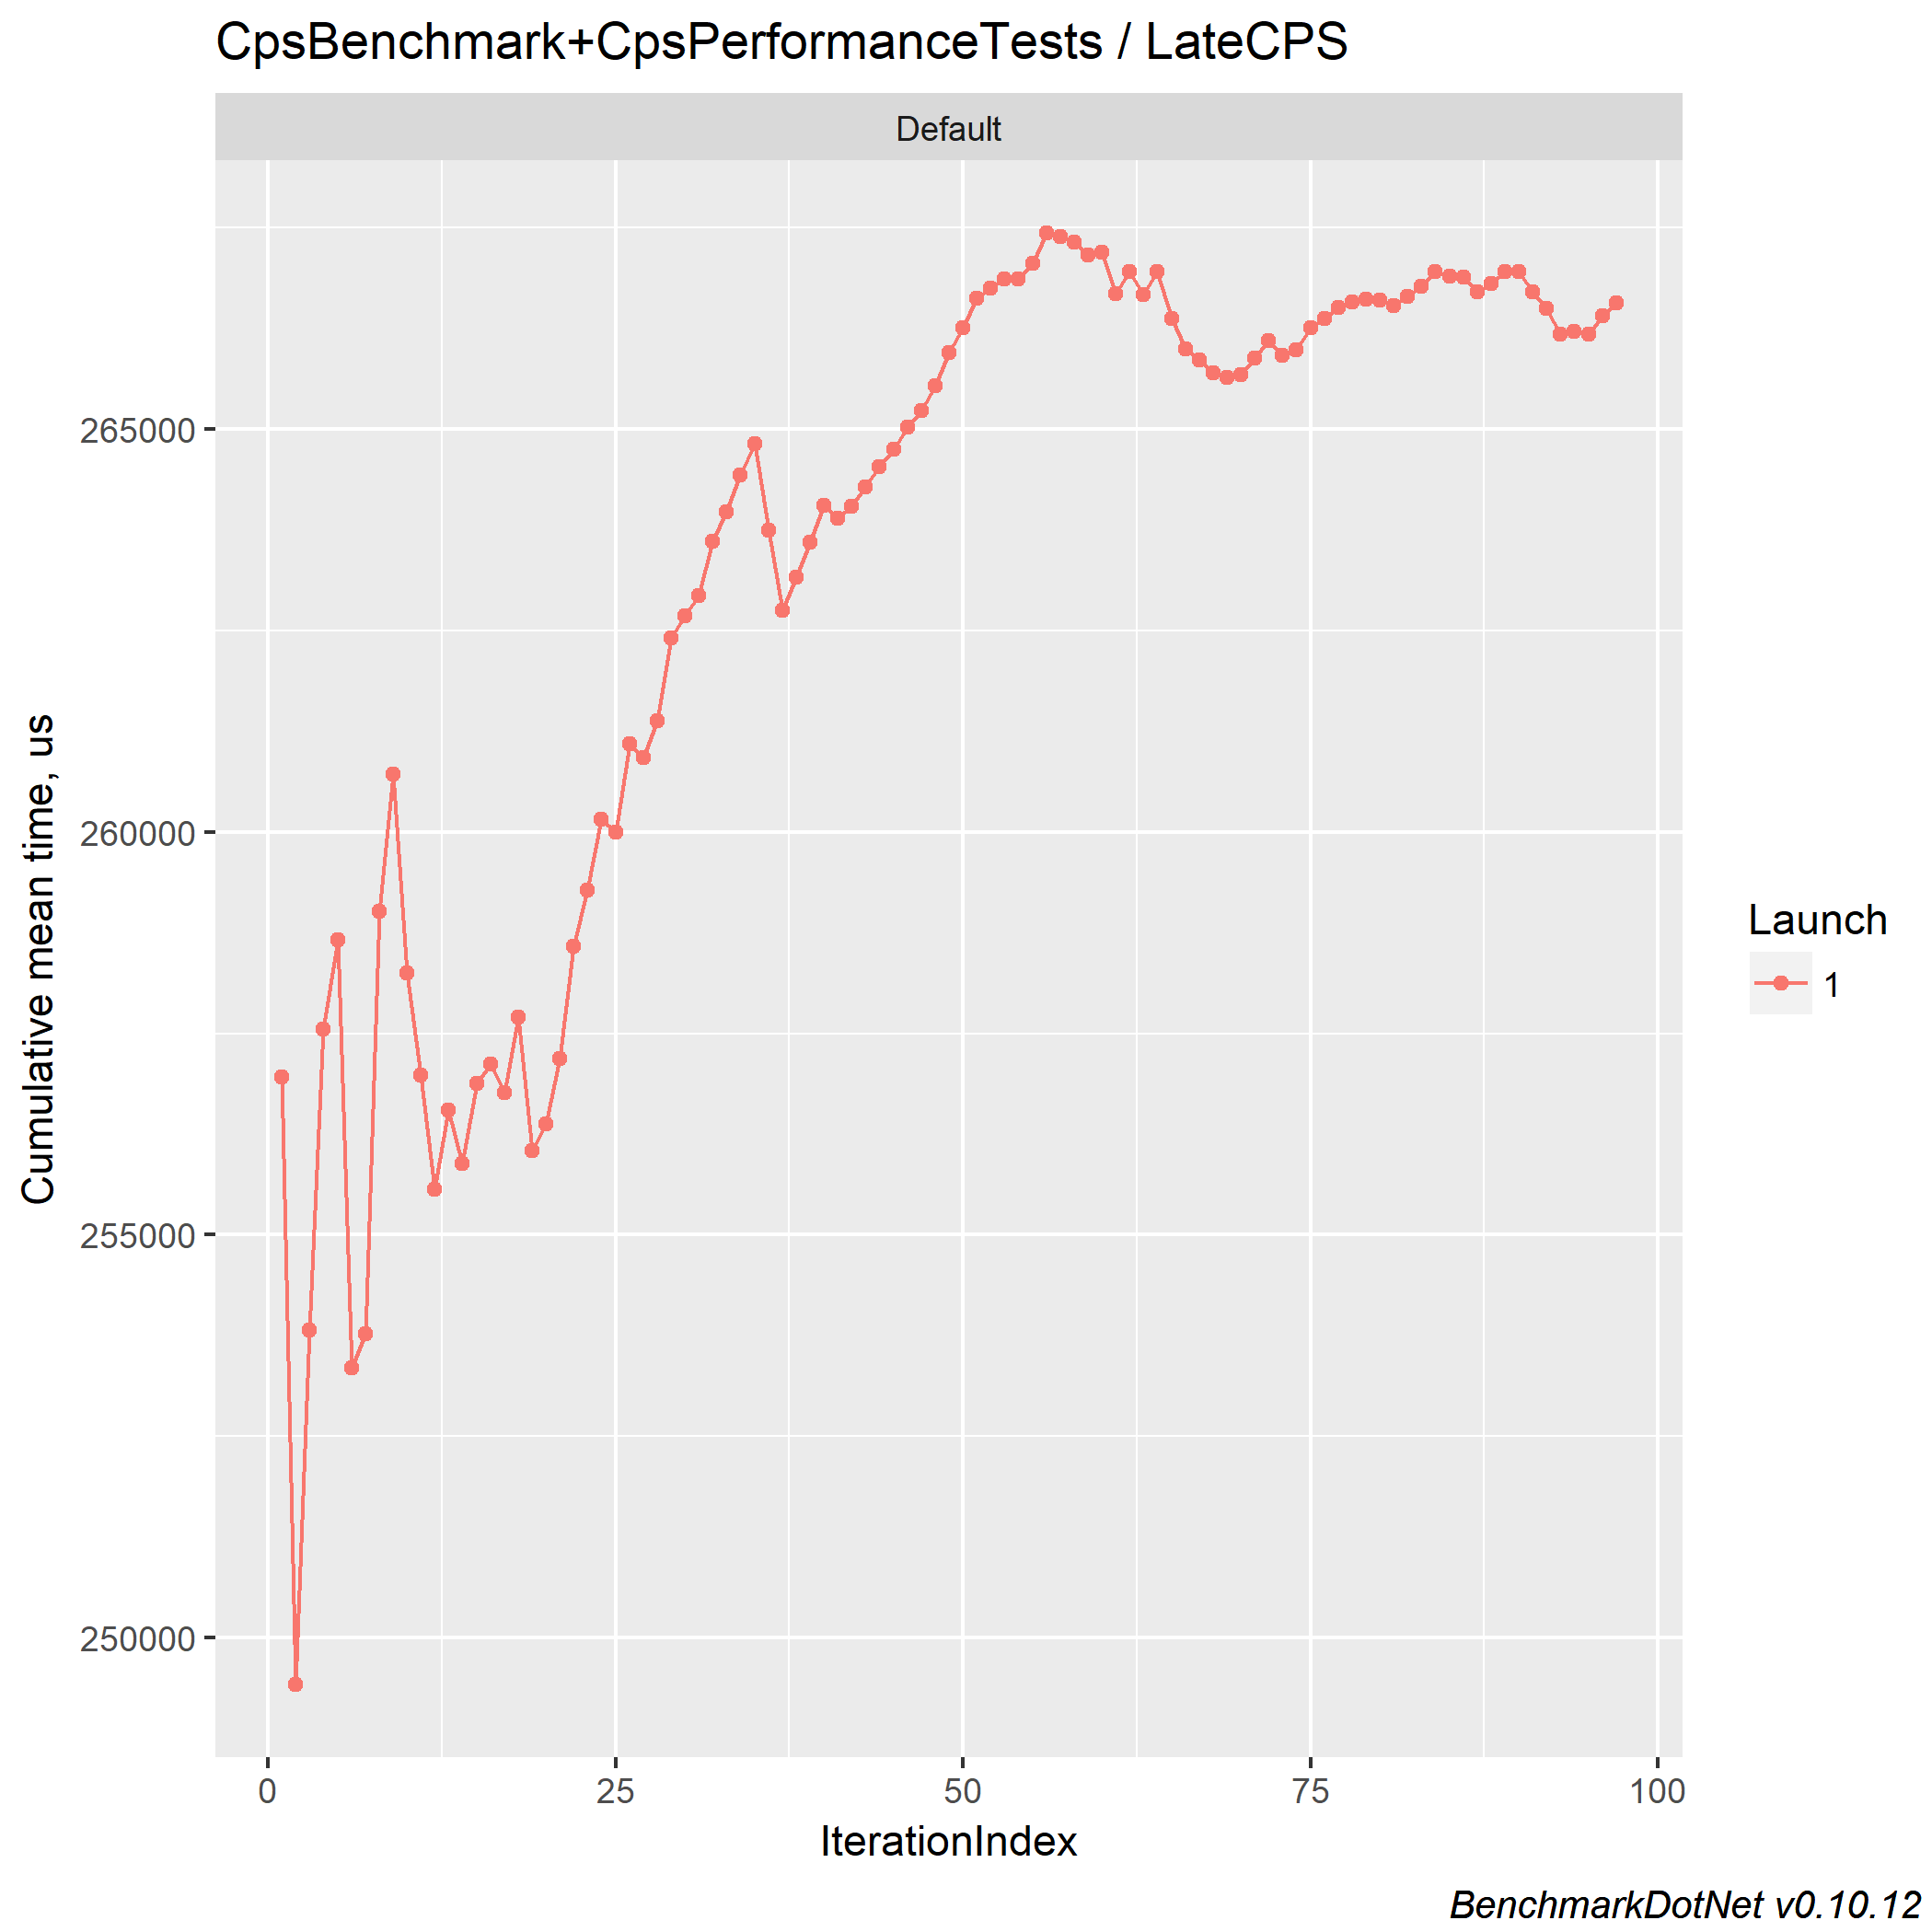 CpsBenchmark+CpsPerformanceTests / LateCPS
Default
Cumulative mean time, us
265000
260000
255000
250000
0 25 50 75 100
IterationIndex
Launch
1
BenchmarkDotNet v0.10.12